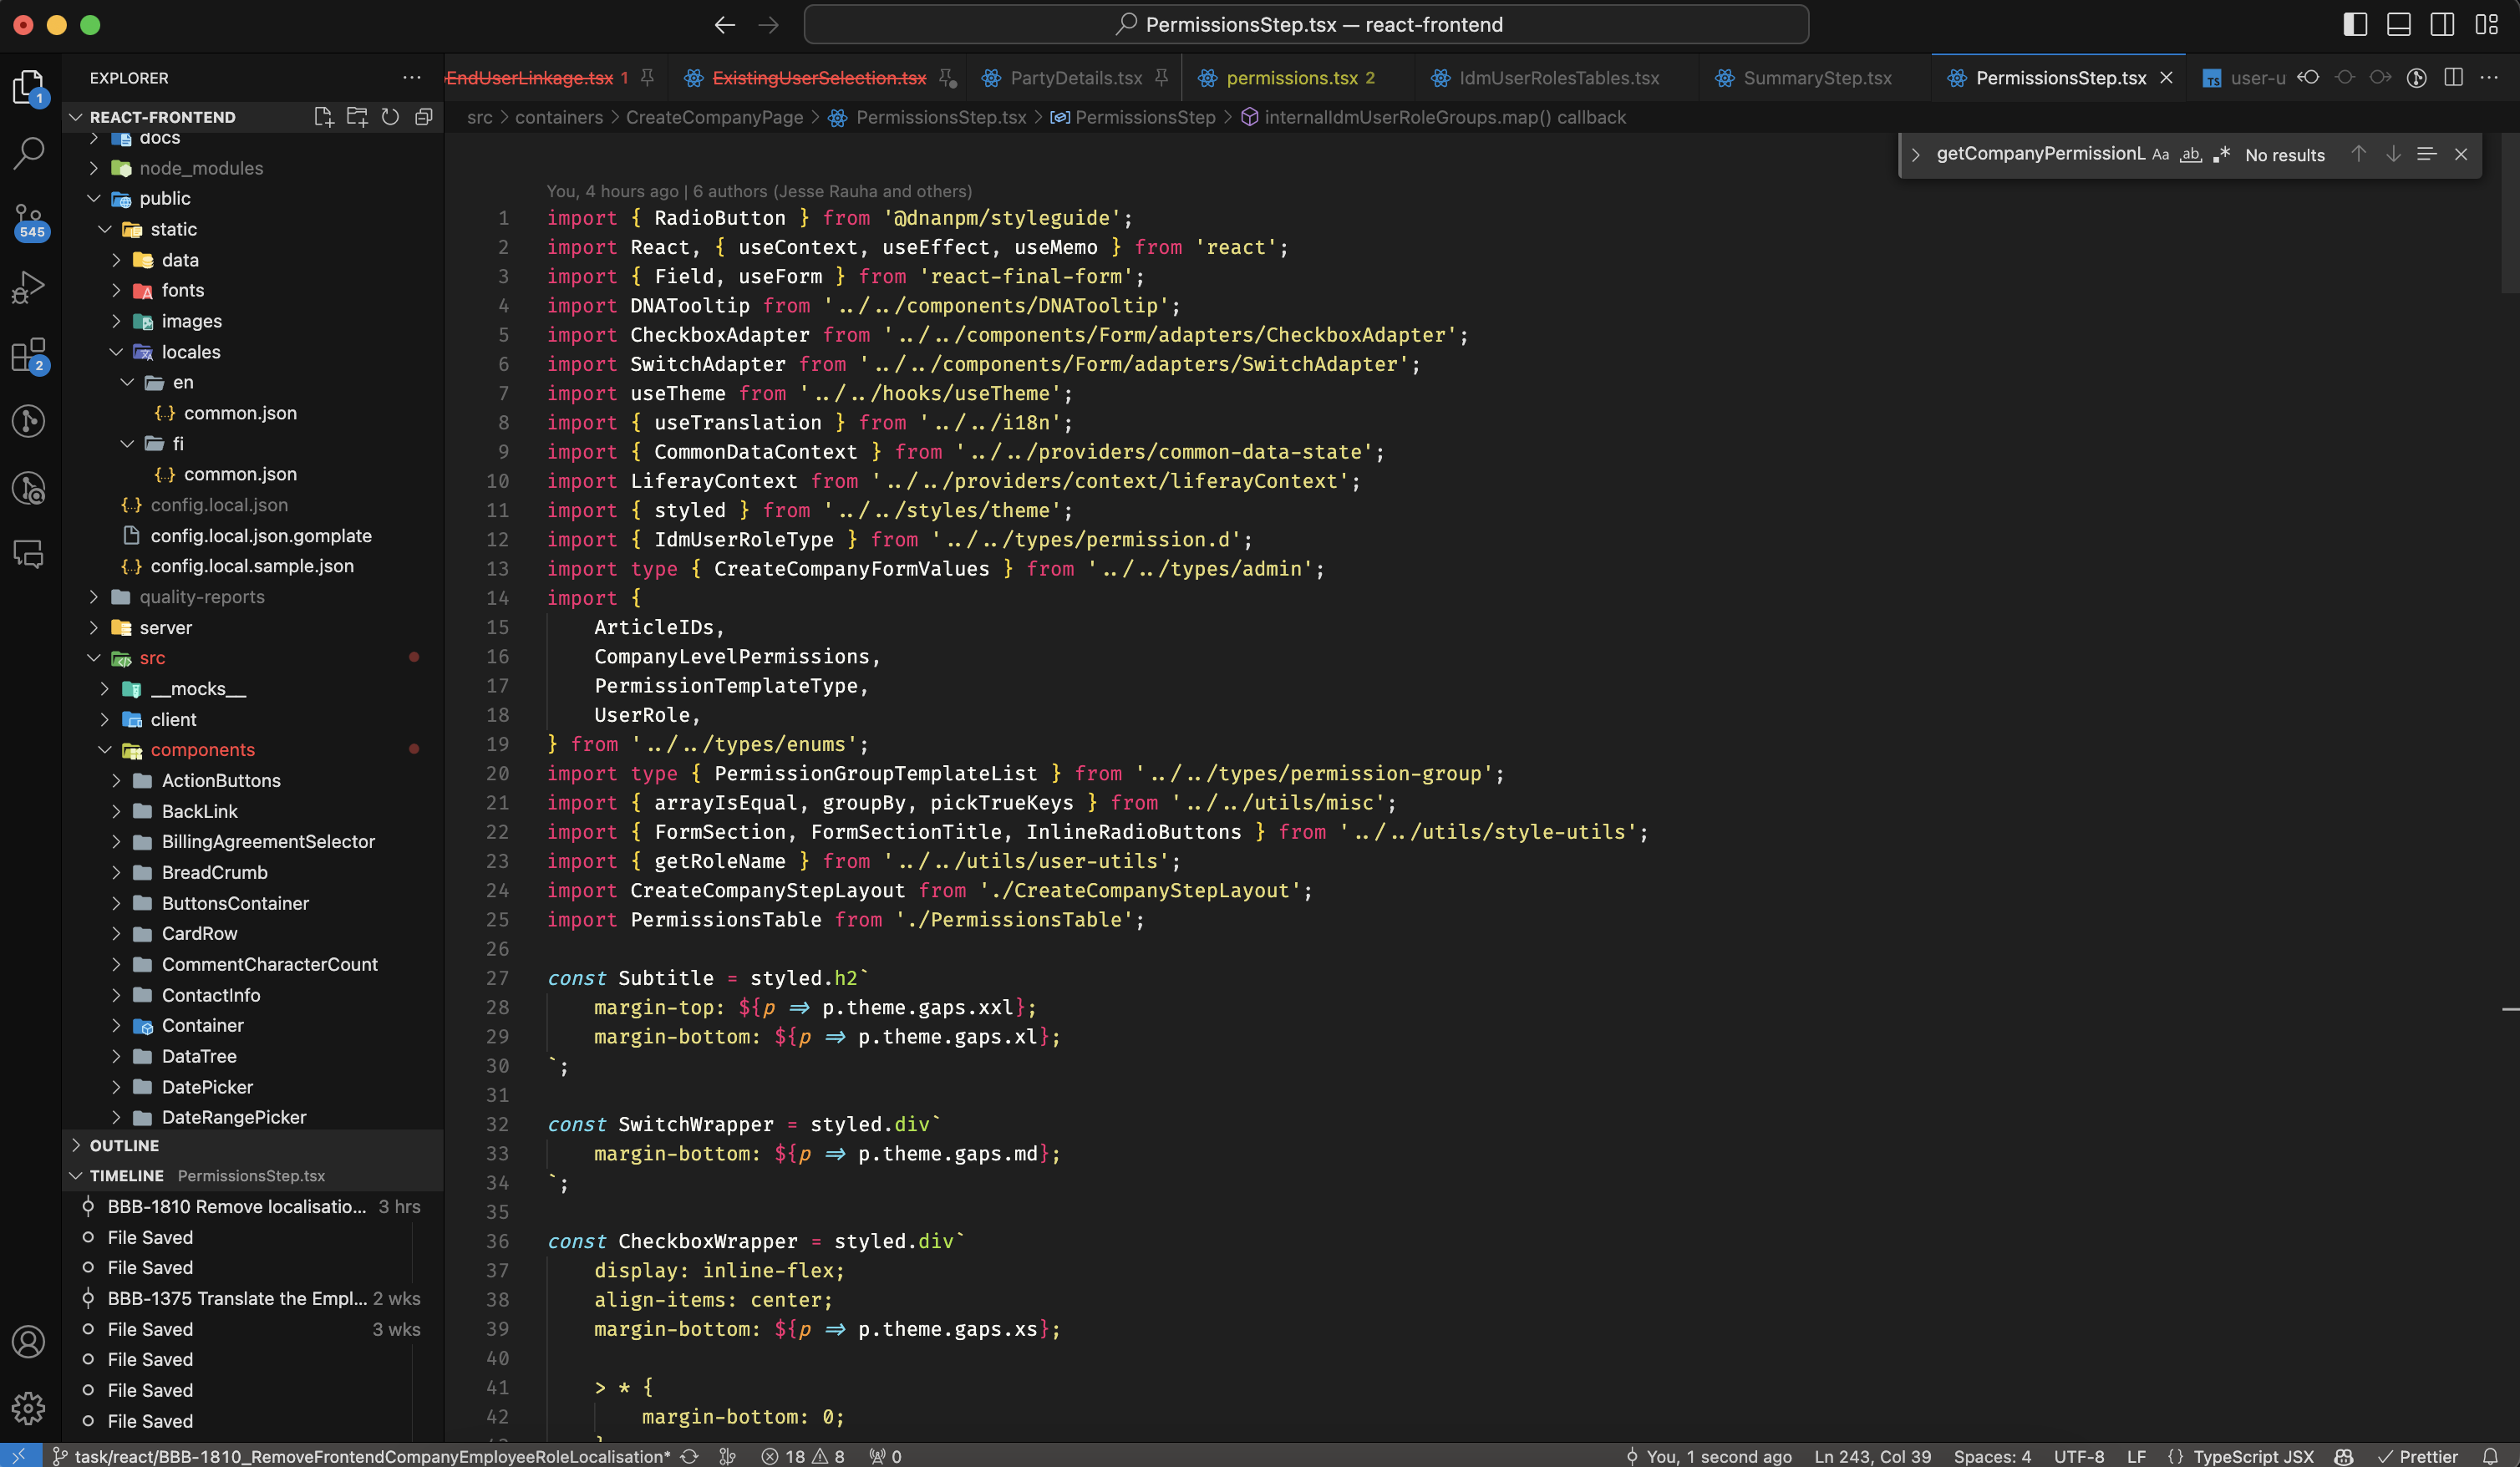 PermissionsStep.tsx — react-frontend
EXPLORER
REACT-FRONTEND
docs
node_modules
public
static
data
fonts
images
locales
en
common.json
fi
common.json
config.local.json
config.local.json.gomplate
config.local.sample.json
quality-reports
server
src
__mocks__
client
components
ActionButtons
BackLink
BillingAgreementSelector
BreadCrumb
ButtonsContainer
CardRow
CommentCharacterCount
ContactInfo
Container
DataTree
DatePicker
DateRangePicker
OUTLINE
TIMELINE PermissionsStep.tsx
BBB-1810 Remove localisatio... 3 hrs
File Saved
File Saved
BBB-1375 Translate the Empl... 2 wks
File Saved 3 wks
File Saved
File Saved
File Saved
1
545
2
EndUserLinkage.tsx 1 ExistingUserSelection.tsx PartyDetails.tsx permissions.tsx 2 IdmUserRolesTables.tsx SummaryStep.tsx PermissionsStep.tsx TS user-u
src > containers > CreateCompanyPage > PermissionsStep.tsx > PermissionsStep > internalIdmUserRoleGroups.map() callback
getCompanyPermissionL Aa ab .* No results
You, 4 hours ago | 6 authors (Jesse Rauha and others)
1 import { RadioButton } from '@dnanpm/styleguide';
2 import React, { useContext, useEffect, useMemo } from 'react';
3 import { Field, useForm } from 'react-final-form';
4 import DNATooltip from '../../components/DNATooltip';
5 import CheckboxAdapter from '../../components/Form/adapters/CheckboxAdapter';
6 import SwitchAdapter from '../../components/Form/adapters/SwitchAdapter';
7 import useTheme from '../../hooks/useTheme';
8 import { useTranslation } from '../../i18n';
9 import { CommonDataContext } from '../../providers/common-data-state';
10 import LiferayContext from '../../providers/context/liferayContext';
11 import { styled } from '../../styles/theme';
12 import { IdmUserRoleType } from '../../types/permission.d';
13 import type { CreateCompanyFormValues } from '../../types/admin';
14 import {
15 ArticleIDs,
16 CompanyLevelPermissions,
17 PermissionTemplateType,
18 UserRole,
19 } from '../../types/enums';
20 import type { PermissionGroupTemplateList } from '../../types/permission-group';
21 import { arrayIsEqual, groupBy, pickTrueKeys } from '../../utils/misc';
22 import { FormSection, FormSectionTitle, InlineRadioButtons } from '../../utils/style-utils';
23 import { getRoleName } from '../../utils/user-utils';
24 import CreateCompanyStepLayout from './CreateCompanyStepLayout';
25 import PermissionsTable from './PermissionsTable';
26
27 const Subtitle = styled.h2`
28 margin-top: ${p => p.theme.gaps.xxl};
29 margin-bottom: ${p => p.theme.gaps.xl};
30 `;
31
32 const SwitchWrapper = styled.div`
33 margin-bottom: ${p => p.theme.gaps.md};
34 `;
35
36 const CheckboxWrapper = styled.div`
37 display: inline-flex;
38 align-items: center;
39 margin-bottom: ${p => p.theme.gaps.xs};
40
41 > * {
42 margin-bottom: 0;
task/react/BBB-1810_RemoveFrontendCompanyEmployeeRoleLocalisation* 18 8 0 You, 1 second ago Ln 243, Col 39 Spaces: 4 UTF-8 LF {} TypeScript JSX Prettier